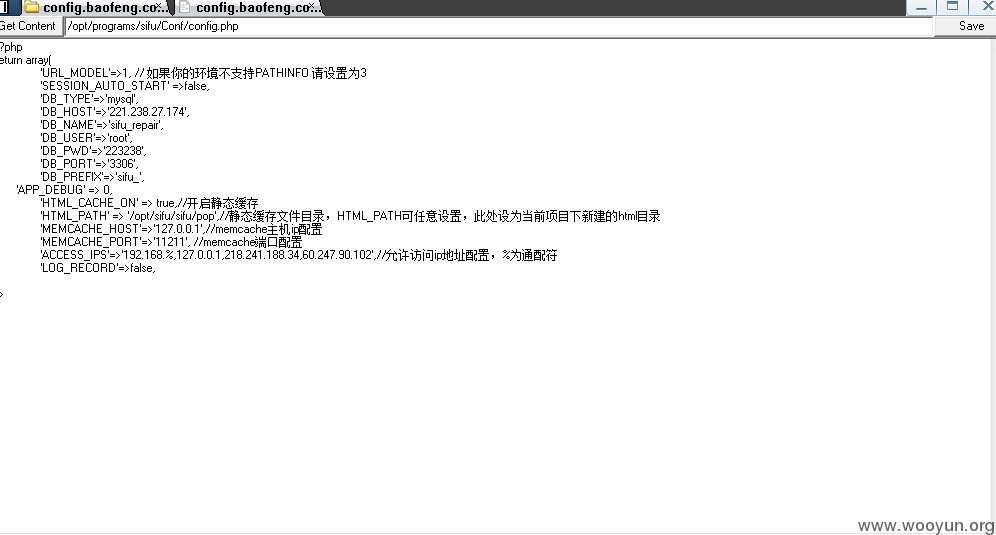 config.baofeng.co... config.baofeng.co...
Get Content /opt/programs/sifu/Conf/config.php Save
?php
eturn array(
'URL_MODEL'=>1, // 如果你的环境不支持PATHINFO 请设置为3
'SESSION_AUTO_START' =>false,
'DB_TYPE'=>'mysql',
'DB_HOST'=>'221.238.27.174',
'DB_NAME'=>'sifu_repair',
'DB_USER'=>'root',
'DB_PWD'=>'223238',
'DB_PORT'=>'3306',
'DB_PREFIX'=>'sifu_',
'APP_DEBUG' => 0,
'HTML_CACHE_ON' => true,//开启静态缓存
'HTML_PATH' => '/opt/sifu/sifu/pop',//静态缓存文件目录，HTML_PATH可任意设置，此处设为当前项目下新建的html目录
'MEMCACHE_HOST'=>'127.0.0.1',//memcache主机ip配置
'MEMCACHE_PORT'=>'11211', //memcache端口配置
'ACCESS_IPS'=>'192.168.%,127.0.0.1,218.241.188.34,60.247.90.102',//允许访问ip地址配置，%为通配符
'LOG_RECORD'=>false,
>
www.wooyun.org